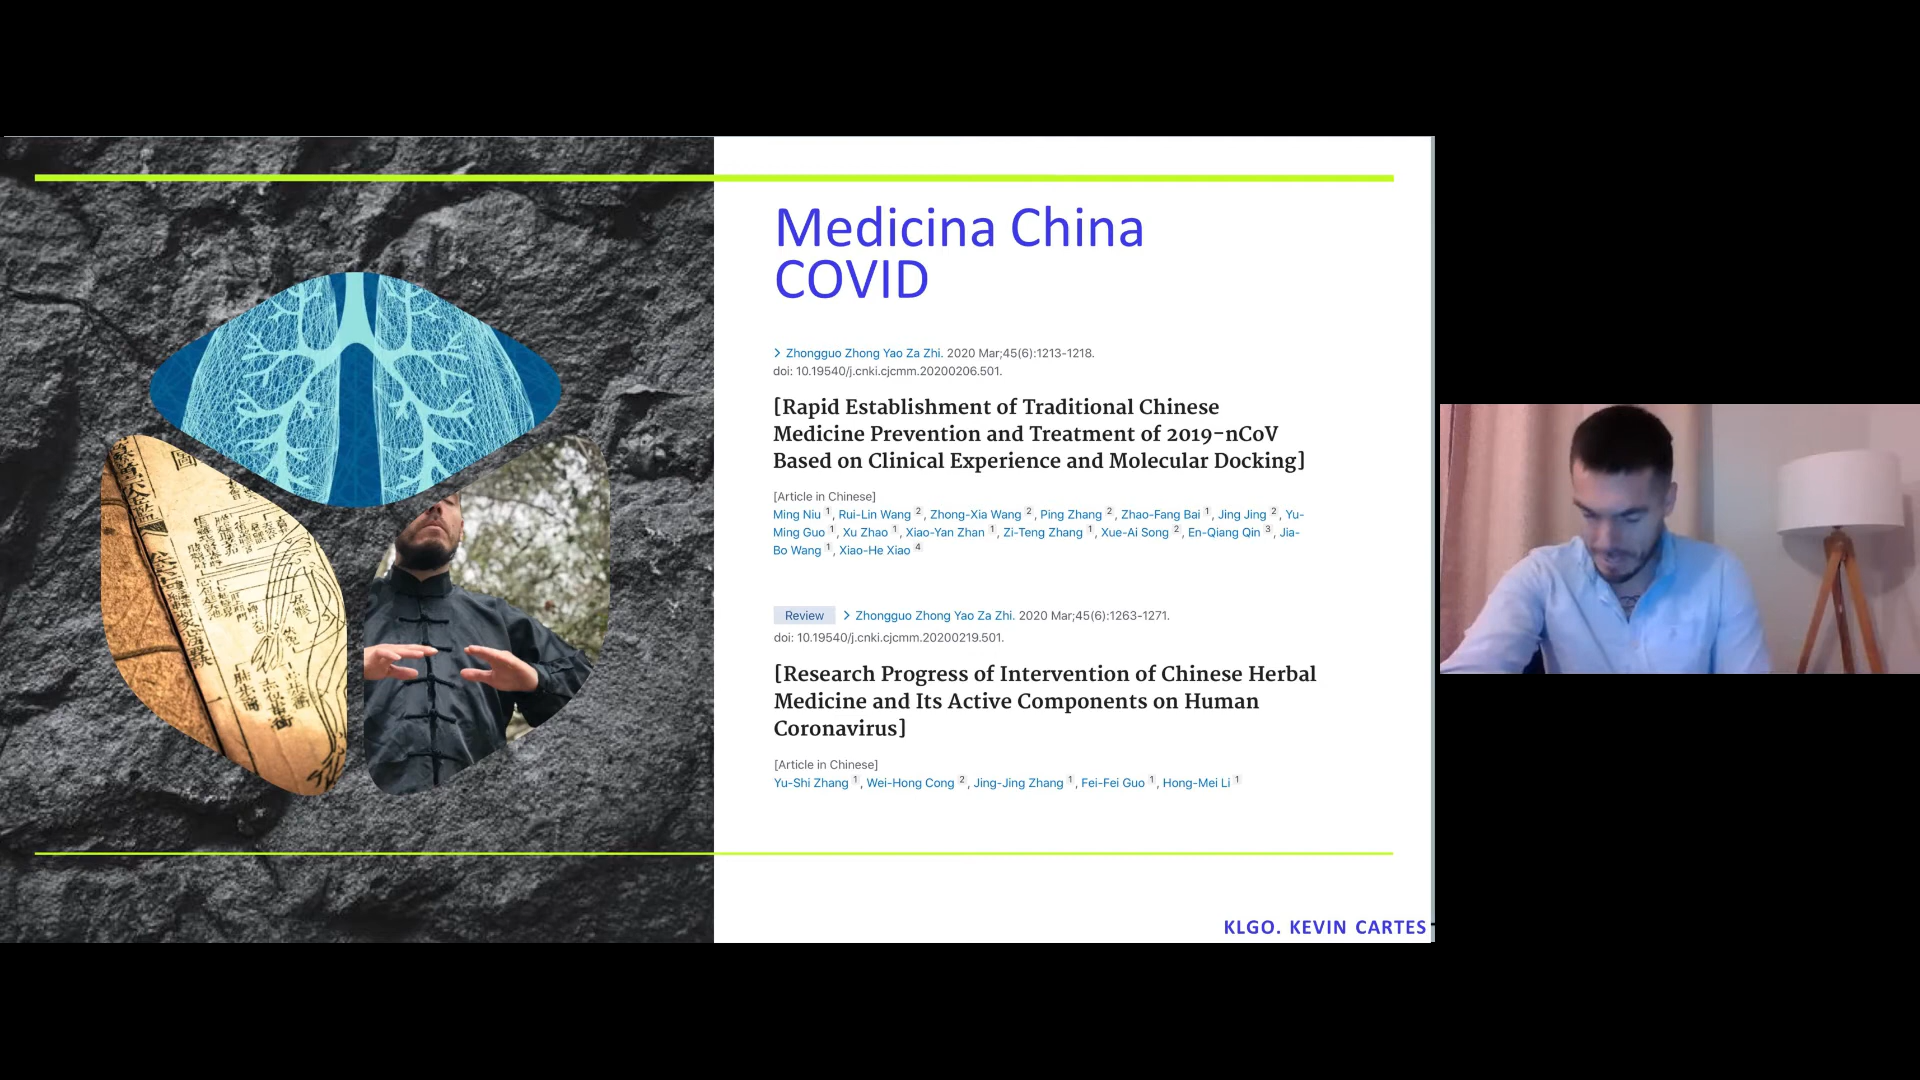 Medicina China
COVID
Zhongguo Zhong Yao Za Zhi. 2020 Mar;45(6):1213-1218.
doi: 10.19540/j.cnki.cjcmm.20200206.501.
[Rapid Establishment of Traditional Chinese
Medicine Prevention and Treatment of 2019-nCoV
Based on Clinical Experience and Molecular Docking]
[Article in Chinese]
Ming Niu 1, Rui-Lin Wang 2, Zhong-Xia Wang 2, Ping Zhang 2, Zhao-Fang Bai 1, Jing Jing 2, Yu-
Ming Guo 1, Xu Zhao 1, Xiao-Yan Zhan 1, Zi-Teng Zhang 1, Xue-Ai Song 2, En-Qiang Qin 3, Jia-
Bo Wang 1, Xiao-He Xiao 4
Review > Zhongguo Zhong Yao Za Zhi. 2020 Mar;45(6):1263-1271.
doi: 10.19540/j.cnki.cjcmm.20200219.501.
[Research Progress of Intervention of Chinese Herbal
Medicine and Its Active Components on Human
Coronavirus]
[Article in Chinese]
Yu-Shi Zhang 1, Wei-Hong Cong 2, Jing-Jing Zhang 1, Fei-Fei Guo 1, Hong-Mei Li 1
KLGO. KEVIN CARTES